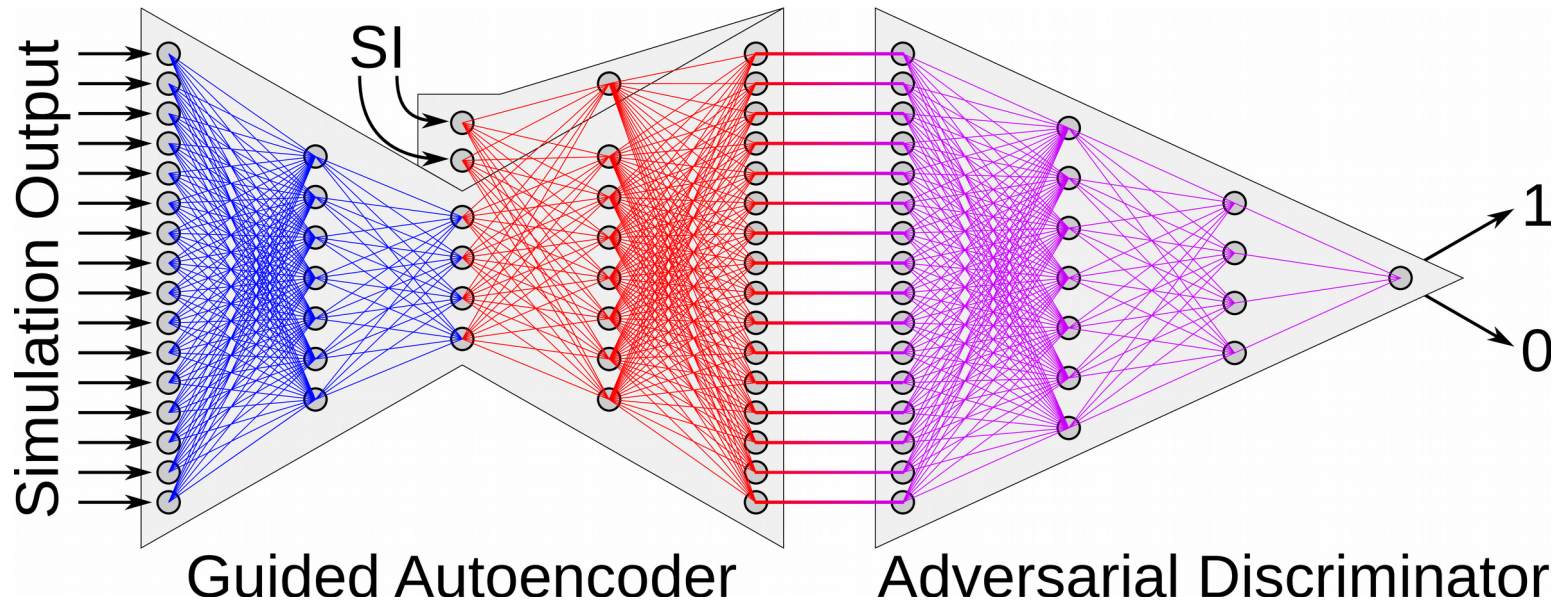 Simulation Output
SI
1
0
Guided Autoencoder
Adversarial Discriminator